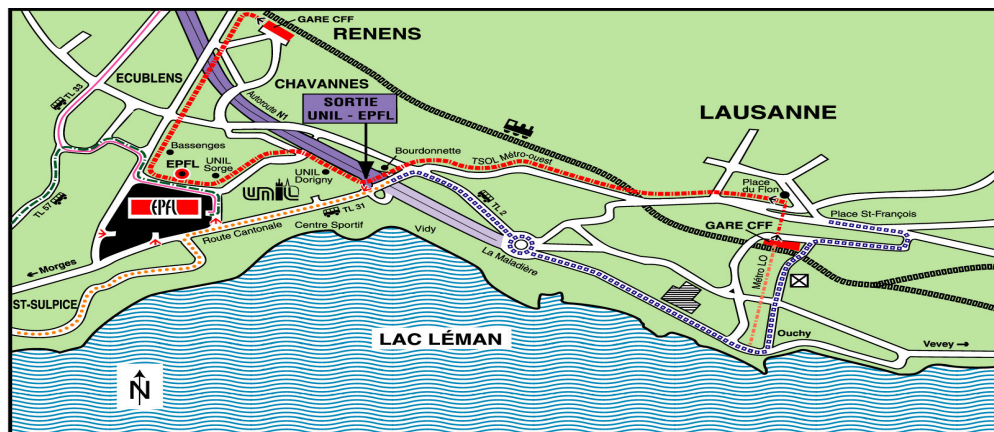 GARE CFF
RENENS
ECUBLENS
CHAVANNES
TL 33
Autoroute N1
SORTIE
UNIL - EPFL
LAUSANNE
Bassenges
EPFL
UNIL
Sorge
UNIL
Dorigny
Bourdonnette
TSOL Métro-ouest
Place
du Flon
Place St-François
TL 57
EPFL
unil
TL 31
TL 2
Route Cantonale
Centre Sportif
Vidy
La Maladière
GARE CFF
Métro LO
Morges
ST-SULPICE
LAC LÉMAN
Ouchy
Vevey
N